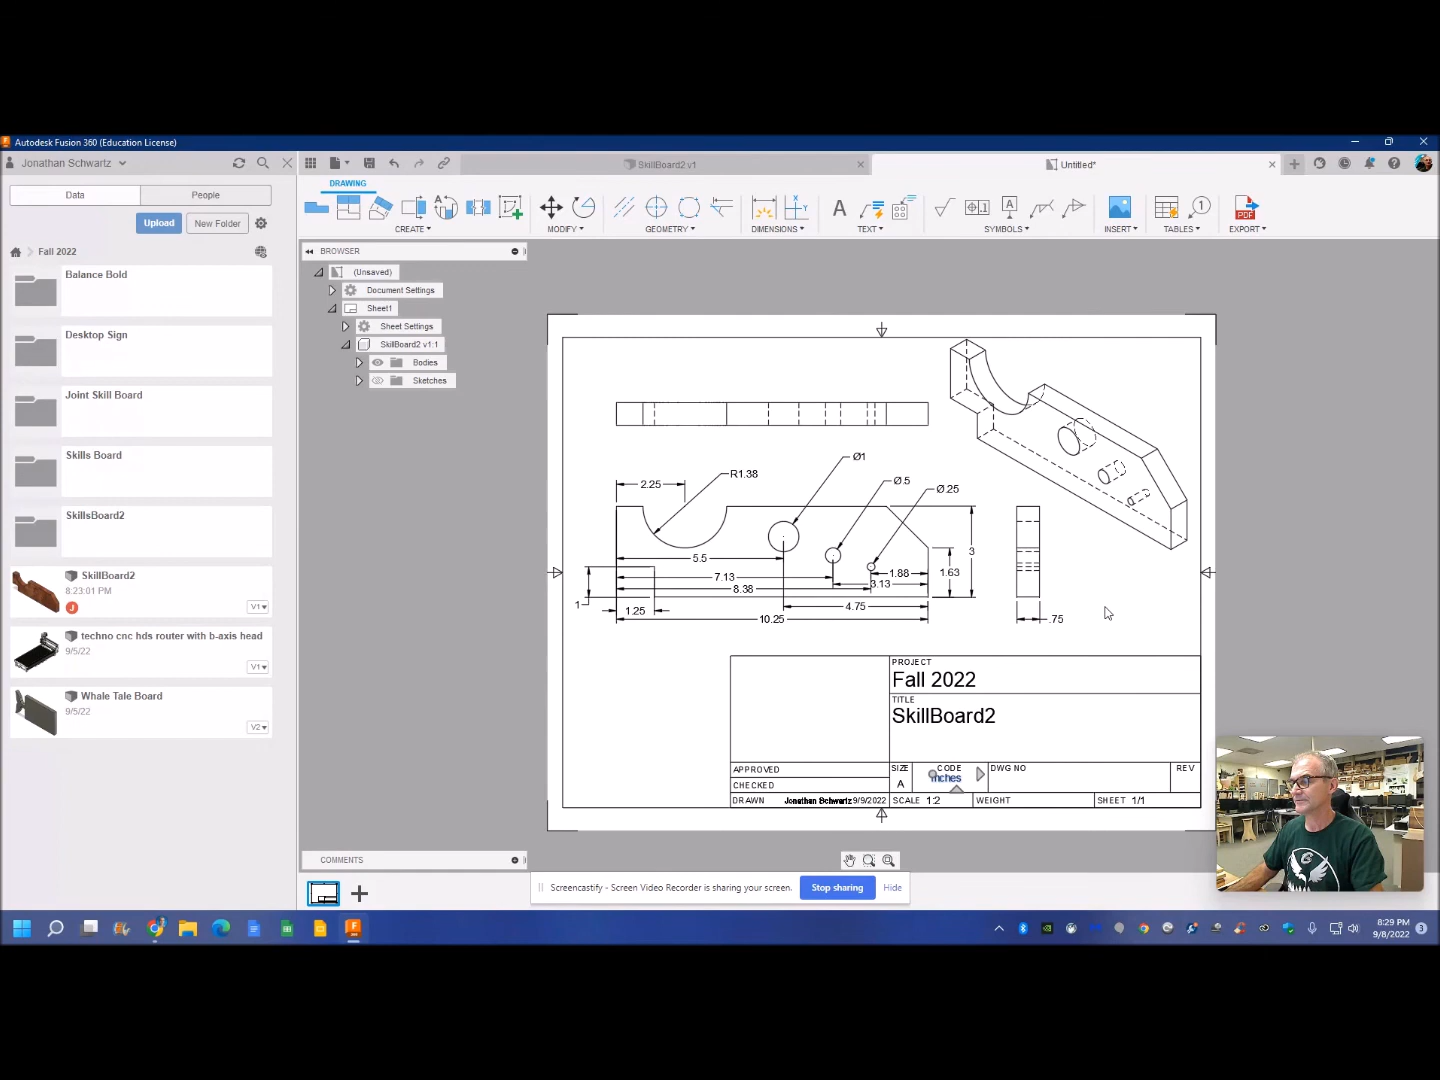 Autodesk Fusion 360 (Education License)
Jonathan Schwartz
SkillBoard2 v1
Untitled*
Data
People
DRAWING
Upload
New Folder
CREATE
MODIFY
GEOMETRY
DIMENSIONS
TEXT
SYMBOLS
INSERT
TABLES
PDF
EXPORT
Fall 2022
BROWSER
Balance Bold
(Unsaved)
Document Settings
Sheet1
Desktop Sign
Sheet Settings
SkillBoard2 v1:1
Bodies
Sketches
Joint Skill Board
Skills Board
SkillsBoard2
SkillBoard2
8:23:01 PM
J
V1
techno cnc hds router with b-axis head
9/5/22
V1
Whale Tale Board
9/5/22
V2
Ø1
R1.38
2.25
Ø.5
Ø.25
5.5
3
7.13
1.88
1.63
3.13
8.38
1
1.25
4.75
10.25
.75
PROJECT
Fall 2022
TITLE
SkillBoard2
APPROVED
CHECKED
DRAWN Jonathan Schwartz 9/9/2022
SIZE
A
CODE
inches
DWG NO
REV
SCALE 1:2
WEIGHT
SHEET 1/1
COMMENTS
Screencastify - Screen Video Recorder is sharing your screen.
Stop sharing
Hide
8:29 PM
9/8/2022
3